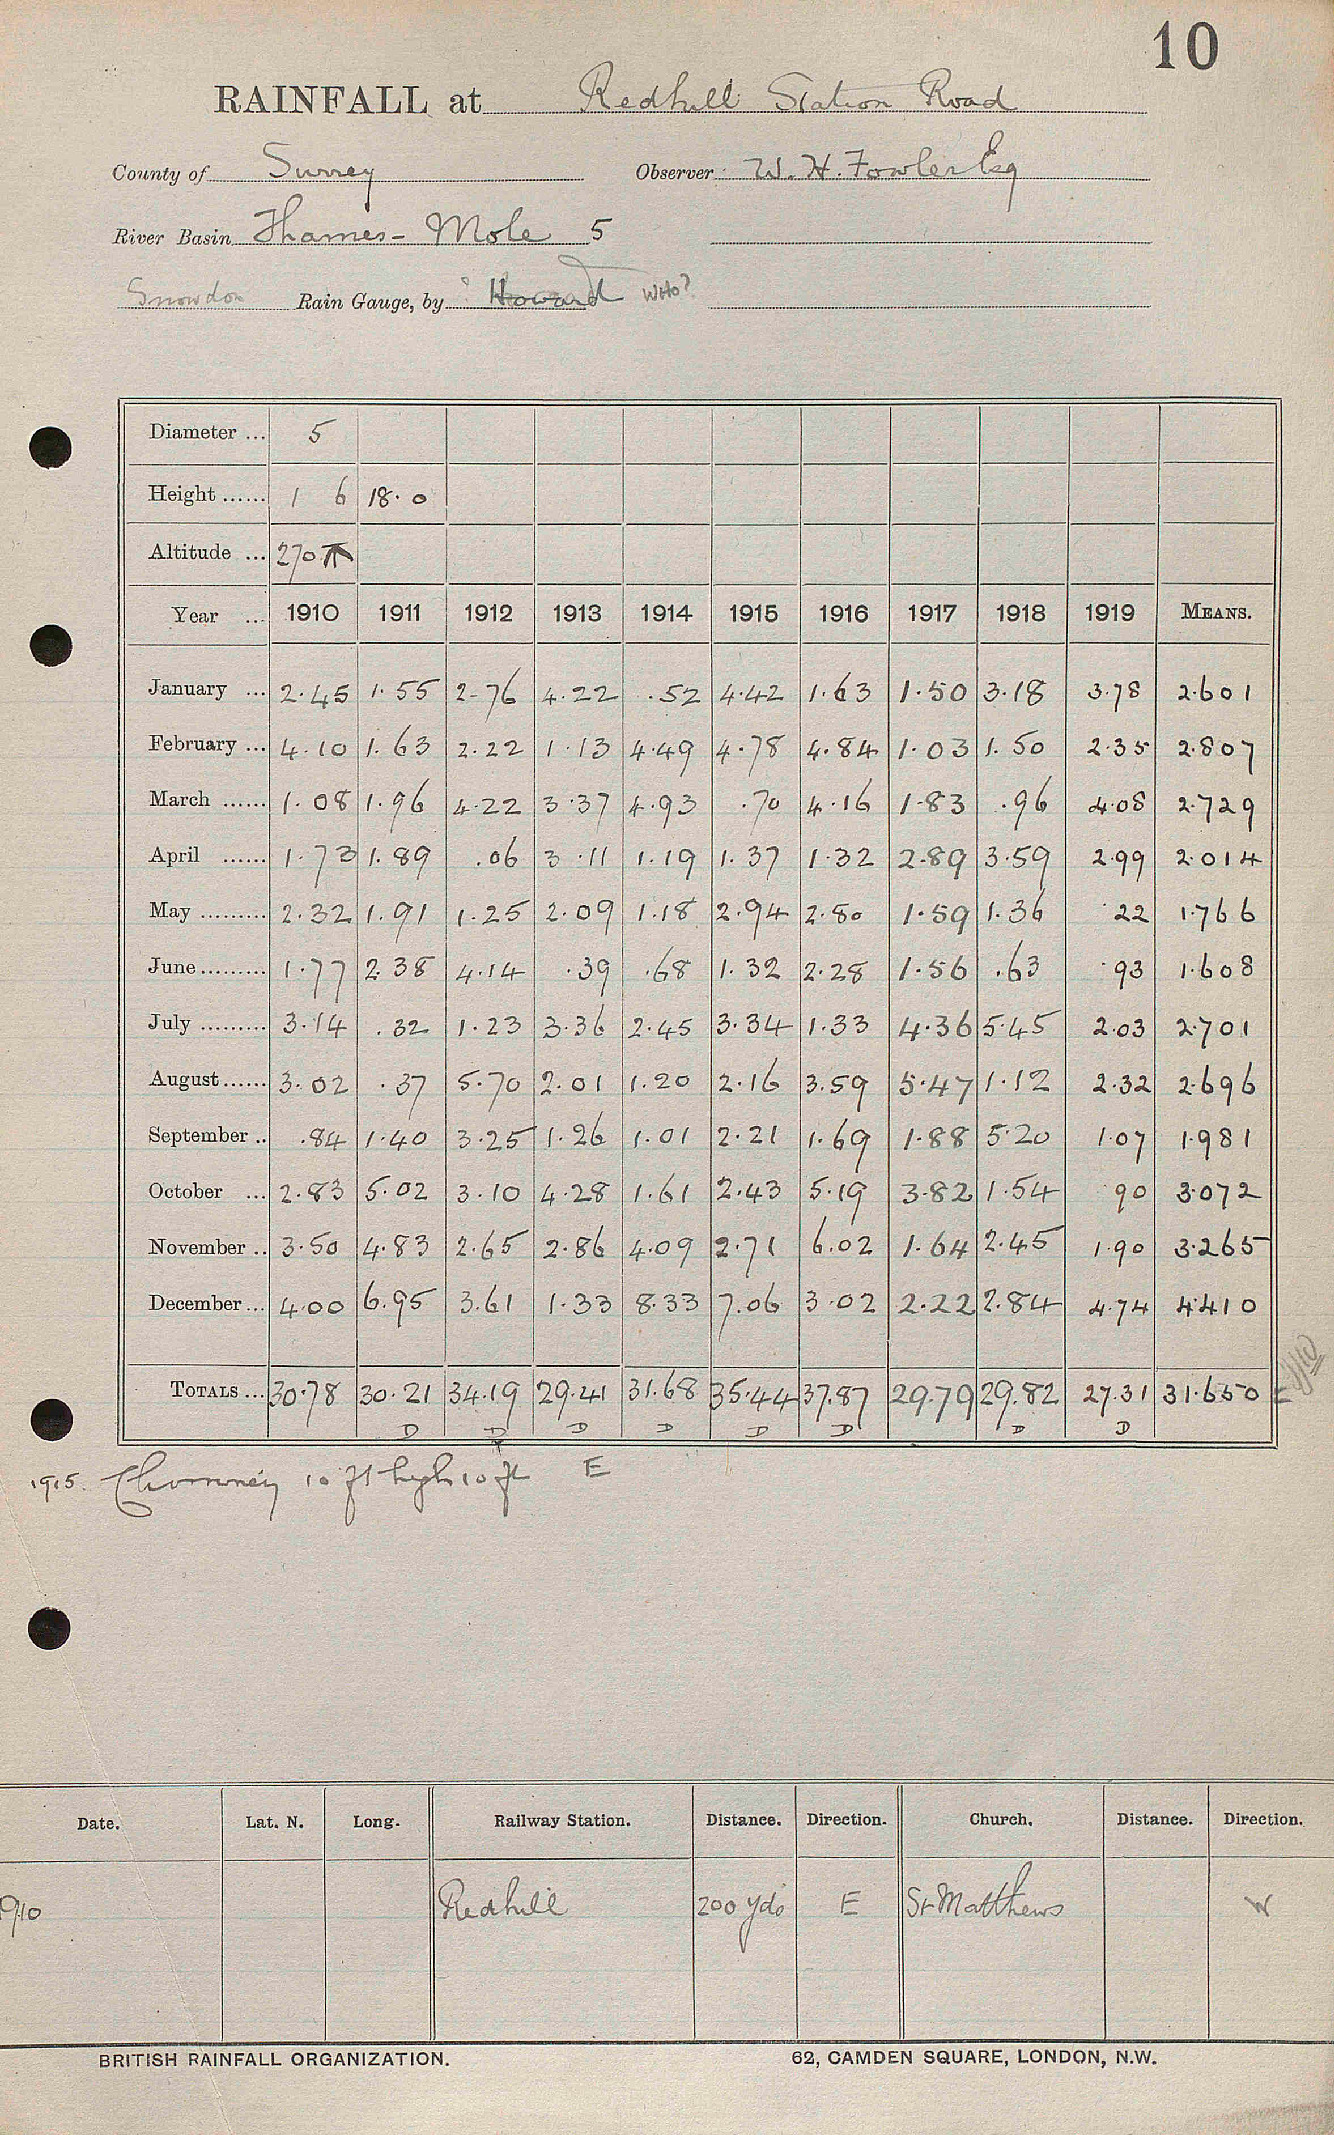 10
RAINFALL at Redhill Station Road
County of Surrey Observer W. H. Fowler Esq
River Basin Thames - Mole 5
Snowdon Rain Gauge, by Howard WHO?
Diameter ... 5
Height ...... 1 6 18.0
Altitude ... 270
Year ... 1910 1911 1912 1913 1914 1915 1916 1917 1918 1919 MEANS.
January ... 2.45 1.55 2.76 4.22 .52 4.42 1.63 1.50 3.18 3.78 2.601
February ... 4.10 1.63 2.22 1.13 4.49 4.78 4.84 1.03 1.50 2.35 2.807
March ...... 1.08 1.96 4.22 3.37 4.93 .70 4.16 1.83 .96 4.08 2.729
April ...... 1.73 1.89 .06 3.11 1.19 1.37 1.32 2.89 3.59 2.99 2.014
May ......... 2.32 1.91 1.25 2.09 1.18 2.94 2.80 1.59 1.36 .22 1.766
June ......... 1.77 2.38 4.14 .39 .68 1.32 2.28 1.56 .63 .93 1.608
July ......... 3.14 .32 1.23 3.36 2.45 3.34 1.33 4.36 5.45 2.03 2.701
August ...... 3.02 .37 5.70 2.01 1.20 2.16 3.59 5.47 1.12 2.32 2.696
September .. .84 1.40 3.25 1.26 1.01 2.21 1.69 1.88 5.20 1.07 1.981
October ... 2.83 5.02 3.10 4.28 1.61 2.43 5.19 3.82 1.54 .90 3.072
November .. 3.50 4.83 2.65 2.86 4.09 2.71 6.02 1.64 2.45 1.90 3.265
December ... 4.00 6.95 3.61 1.33 8.33 7.06 3.02 2.22 2.84 4.74 4.410
TOTALS ... 30.78 30.21 34.19 29.41 31.68 35.44 37.87 29.79 29.82 27.31 31.650
D D D D D D D D
1915. Chimney 10 ft high 10 ft E
Date. Lat. N. Long. Railway Station. Distance. Direction. Church. Distance. Direction.
1910 Redhill 200 yds E St Matthews W
BRITISH RAINFALL ORGANIZATION. 62, CAMDEN SQUARE, LONDON, N.W.